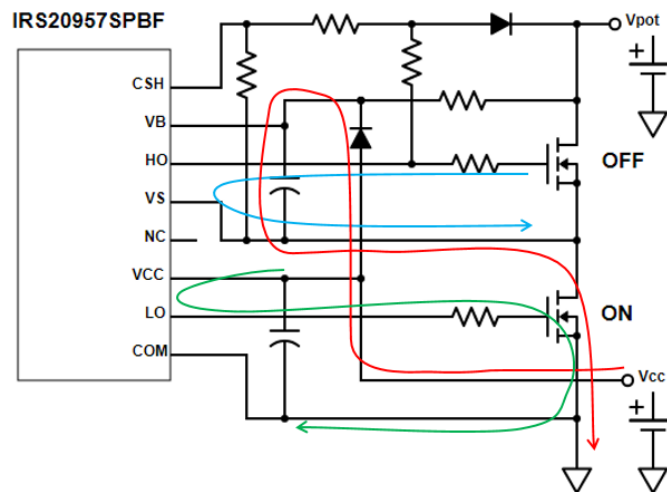 IRS20957SPBF
Vpot
+
CSH
VB
HO
OFF
VS
NC
VCC
LO
ON
COM
Vcc
+